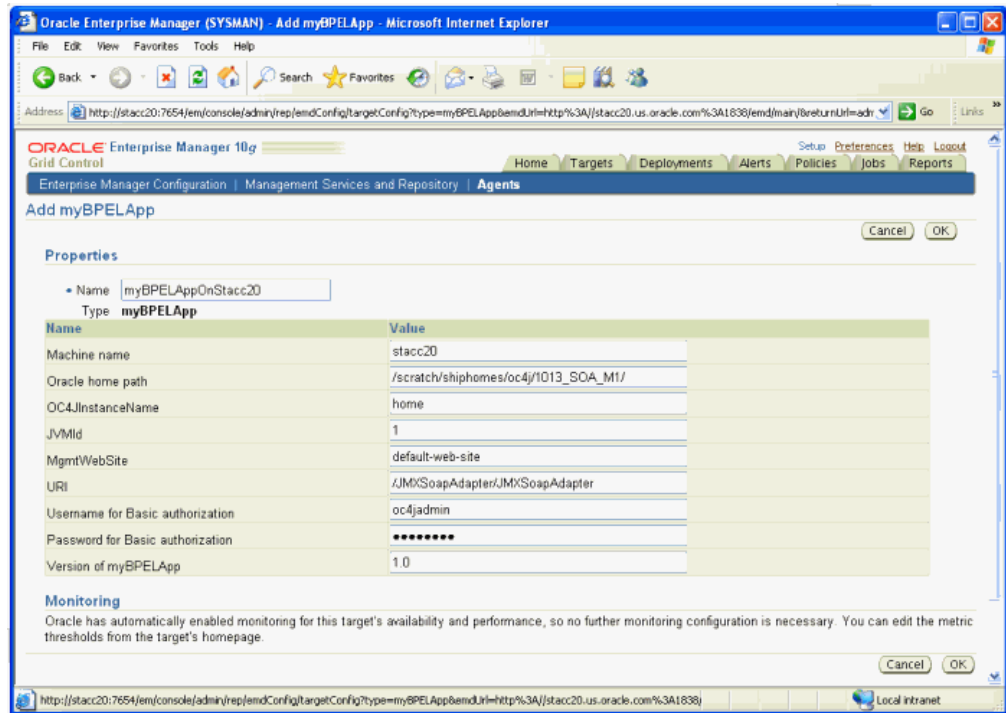 Oracle Enterprise Manager (SYSMAN) - Add myBPELApp - Microsoft Internet Explorer
File Edit View Favorites Tools Help
Back Search Favorites
Address http://stacc20:7654/em/console/admin/rep/emdConfig/targetConfig?type=myBPELApp&emdUrl=http%3A//stacc20.us.oracle.com%3A1838/emd/main/&returnUrl=adm Go Links »
ORACLE Enterprise Manager 10g
Grid Control
Setup Preferences Help Logout
Home Targets Deployments Alerts Policies Jobs Reports
Enterprise Manager Configuration | Management Services and Repository | Agents
Add myBPELApp
Cancel OK
Properties
• Name myBPELAppOnStacc20
Type myBPELApp
Name Value
Machine name stacc20
Oracle home path /scratch/shiphomes/oc4j/1013_SOA_M1/
OC4JInstanceName home
JVMId 1
MgmtWebSite default-web-site
URI /JMXSoapAdapter/JMXSoapAdapter
Username for Basic authorization oc4jadmin
Password for Basic authorization ••••••••
Version of myBPELApp 1.0
Monitoring
Oracle has automatically enabled monitoring for this target's availability and performance, so no further monitoring configuration is necessary. You can edit the metric
thresholds from the target's homepage.
Cancel OK
http://stacc20:7654/em/console/admin/rep/emdConfig/targetConfig?type=myBPELApp&emdUrl=http%3A//stacc20.us.oracle.com%3A1838/ Local intranet